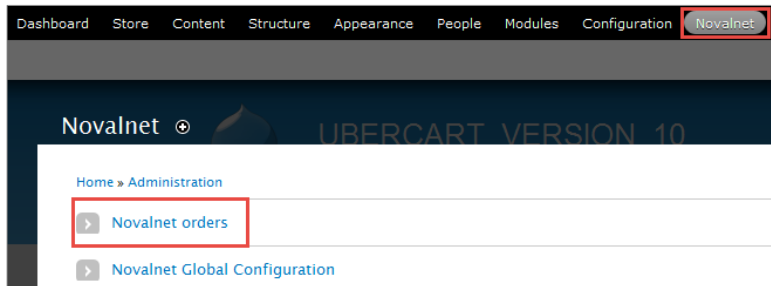 Dashboard Store Content Structure Appearance People Modules Configuration Novalnet
Novalnet
UBERCART VERSION 10
Home » Administration
Novalnet orders
Novalnet Global Configuration